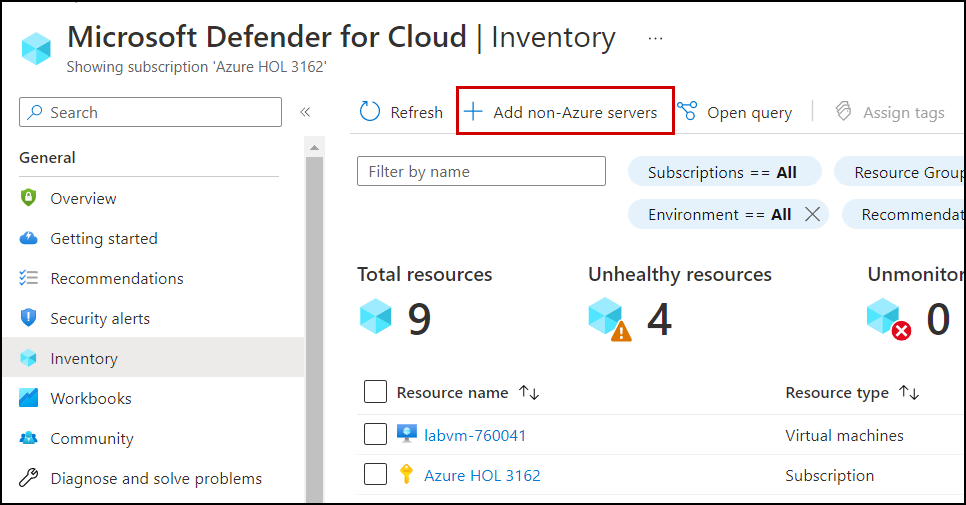 Microsoft Defender for Cloud | Inventory ...
Showing subscription 'Azure HOL 3162'
Search «
Refresh + Add non-Azure servers Open query Assign tags
General
Overview
Getting started
Recommendations
Security alerts
Inventory
Workbooks
Community
Diagnose and solve problems
Filter by name Subscriptions == All Resource Group
Environment == All Recommendat
Total resources Unhealthy resources Unmonitor
9 4 0
Resource name Resource type
labvm-760041 Virtual machines
Azure HOL 3162 Subscription